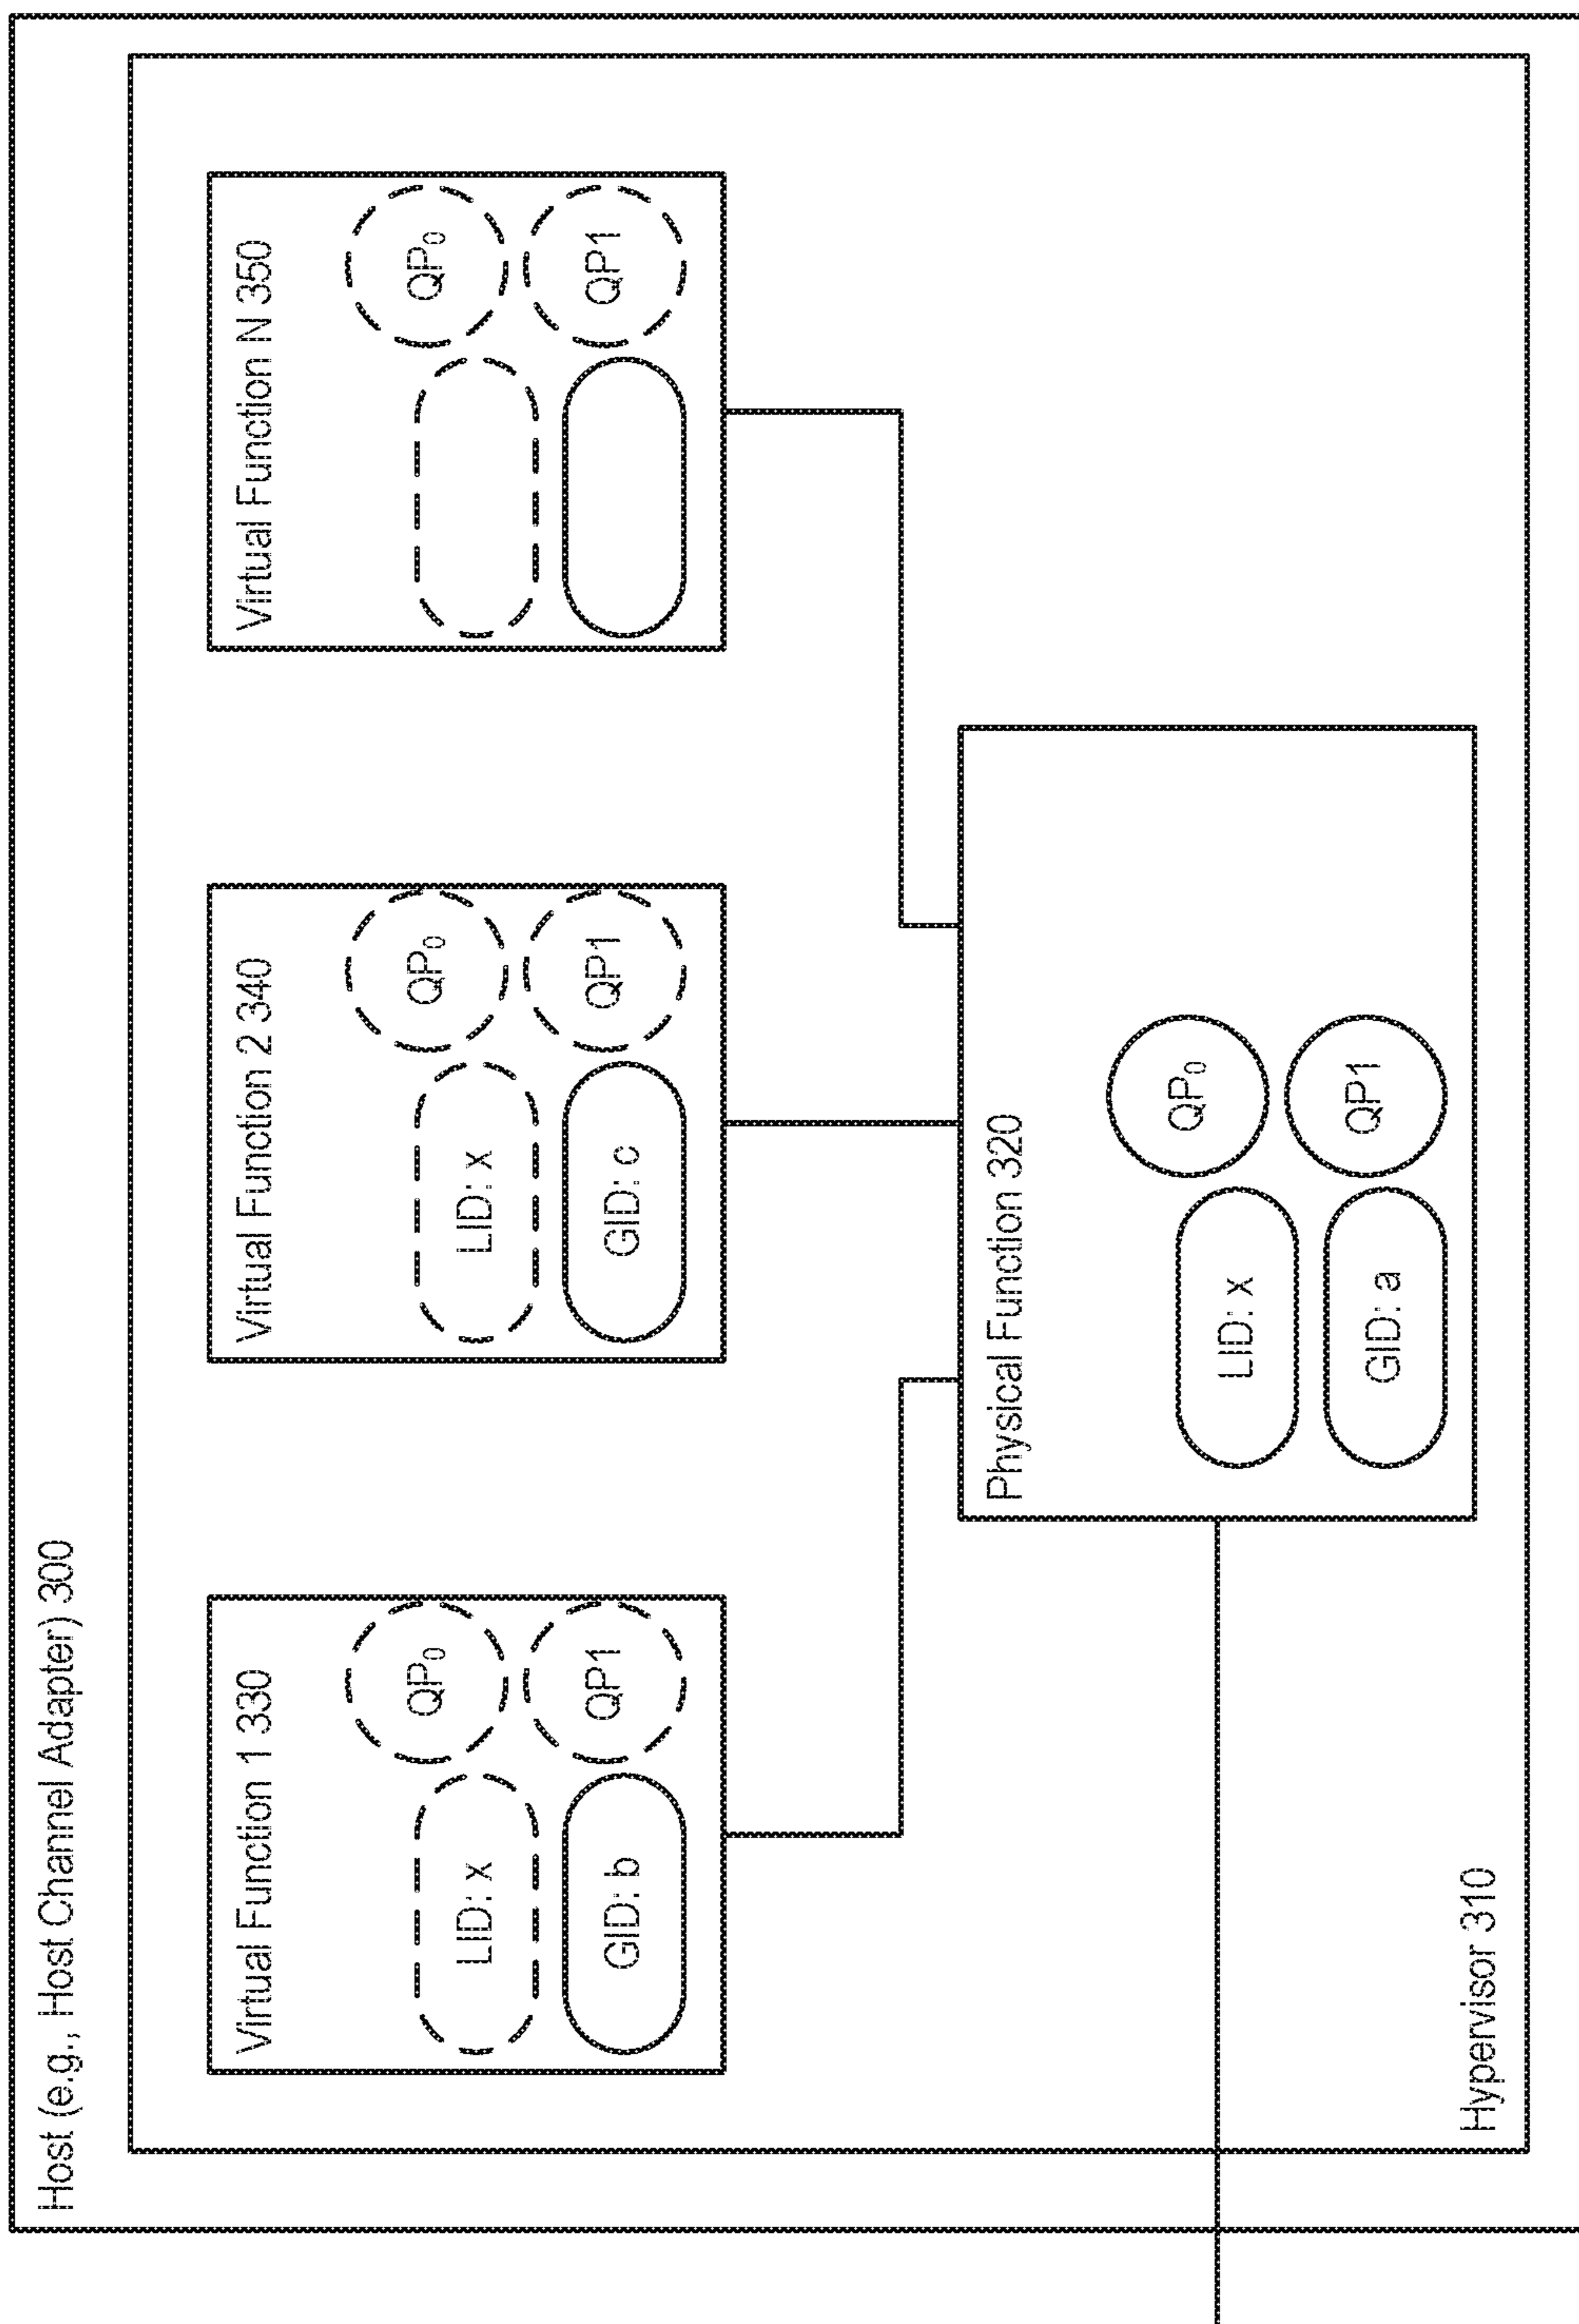 Host (e.g., Host Channel Adapter) 300
Virtual Function 1 330
QP₀
LID: x
QP1
GID: b
Virtual Function 2 340
QP₀
LID: x
QP1
GID: c
Virtual Function N 350
QP₀
QP1
Physical Function 320
QP₀
LID: x
QP1
GID: a
Hypervisor 310